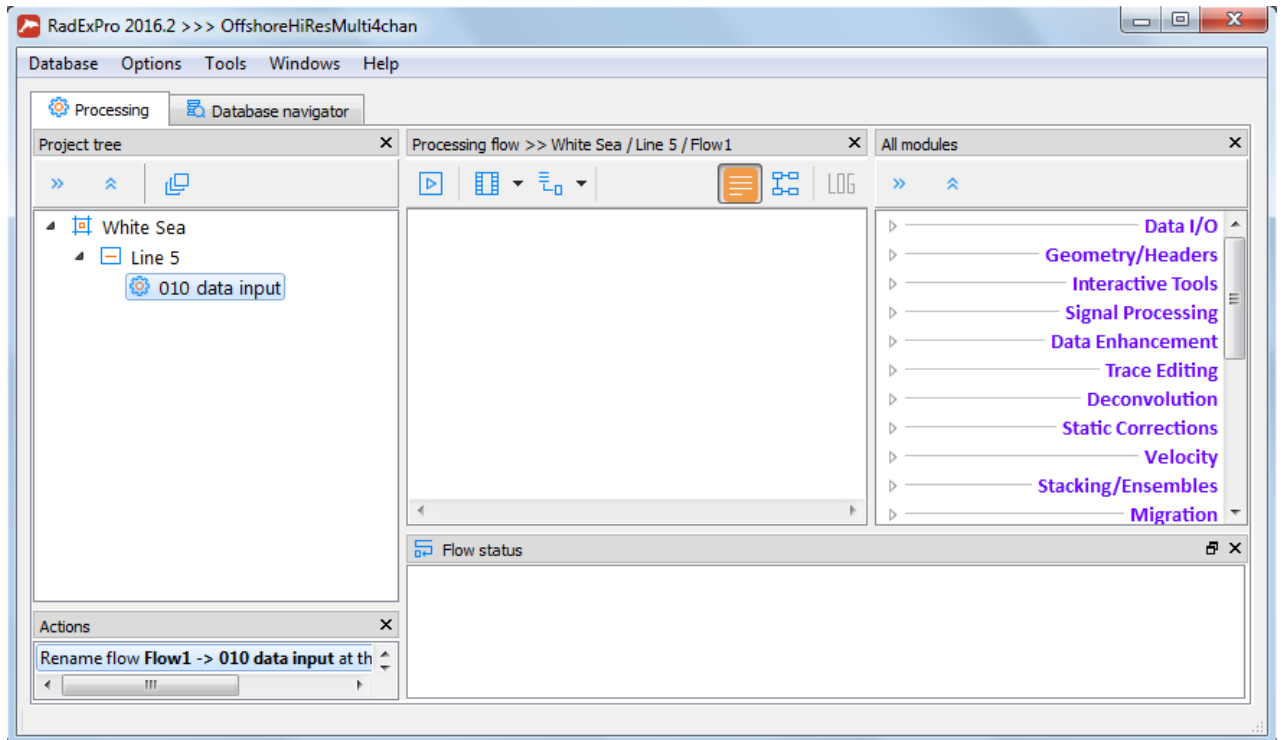 RadExPro 2016.2 >>> OffshoreHiResMulti4chan
Database Options Tools Windows Help
Processing Database navigator
Project tree
White Sea
Line 5
010 data input
Actions
Rename flow Flow1 -> 010 data input at th
Processing flow >> White Sea / Line 5 / Flow1
LOG
Flow status
All modules
Data I/O
Geometry/Headers
Interactive Tools
Signal Processing
Data Enhancement
Trace Editing
Deconvolution
Static Corrections
Velocity
Stacking/Ensembles
Migration